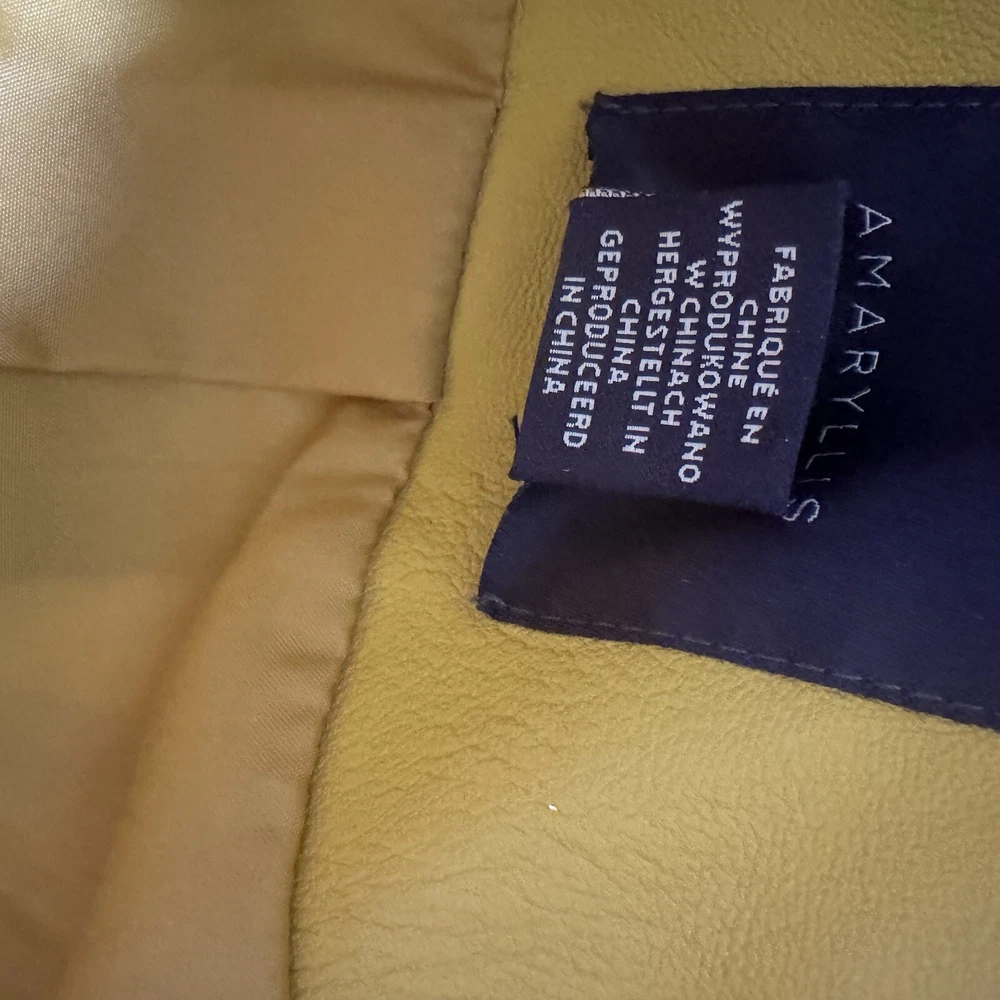 AMARYLLIS
FABRIQUÉ EN
CHINE
WYPRODUKOWANO
W CHINACH
HERGESTELLT IN
CHINA
GEPRODUCEERD
IN CHINA